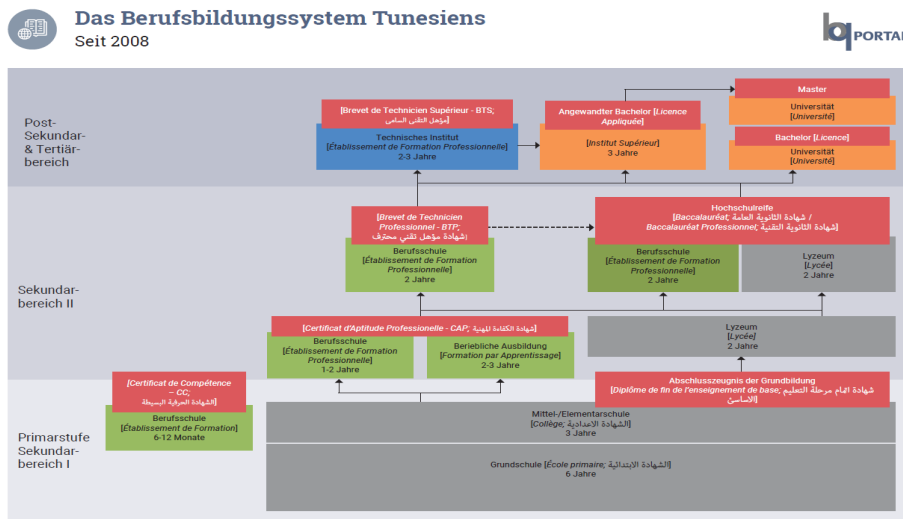 Das Berufsbildungssystem Tunesiens
Seit 2008
bq PORTAL
Post-
Sekundar-
& Tertiär-
bereich
[Brevet de Technicien Supérieur - BTS;
مؤهل التقني السامي]
Technisches Institut
[Établissement de Formation Professionnelle]
2-3 Jahre
Angewandter Bachelor [Licence
Appliquée]
[Institut Supérieur]
3 Jahre
Master
Universität
[Université]
Bachelor [Licence]
Universität
[Université]
Sekundar-
bereich II
[Brevet de Technicien
Professionnel - BTP;
شهادة مؤهل تقني محترف]
Berufsschule
[Établissement de Formation
Professionnelle]
2 Jahre
Hochschulreife
[Baccalauréat; شهادة الثانوية العامة /
Baccalauréat Professionnel; شهادة الثانوية التقنية]
Berufsschule
[Établissement de Formation
Professionnelle]
2 Jahre
Lyzeum
[Lycée]
2 Jahre
[Certificat d'Aptitude Professionelle - CAP; شهادة الكفاءة المهنية]
Berufsschule
[Établissement de Formation
Professionnelle]
1-2 Jahre
Beriebliche Ausbildung
[Formation par Apprentissage]
2-3 Jahre
Lyzeum
[Lycée]
2 Jahre
Primarstufe
Sekundar-
bereich I
[Certificat de Compétence
– CC;
الشهادة الحرفية البسيطة]
Berufsschule
[Établissement de Formation]
6-12 Monate
Abschlusszeugnis der Grundbildung
[Diplôme de fin de l'enseignement de base; شهادة اتمام مرحلة التعليم
الاساسي]
Mittel-/Elementarschule
[Collège; الشهادة الاعدادية]
3 Jahre
Grundschule [École primaire; الشهادة الابتدائية]
6 Jahre